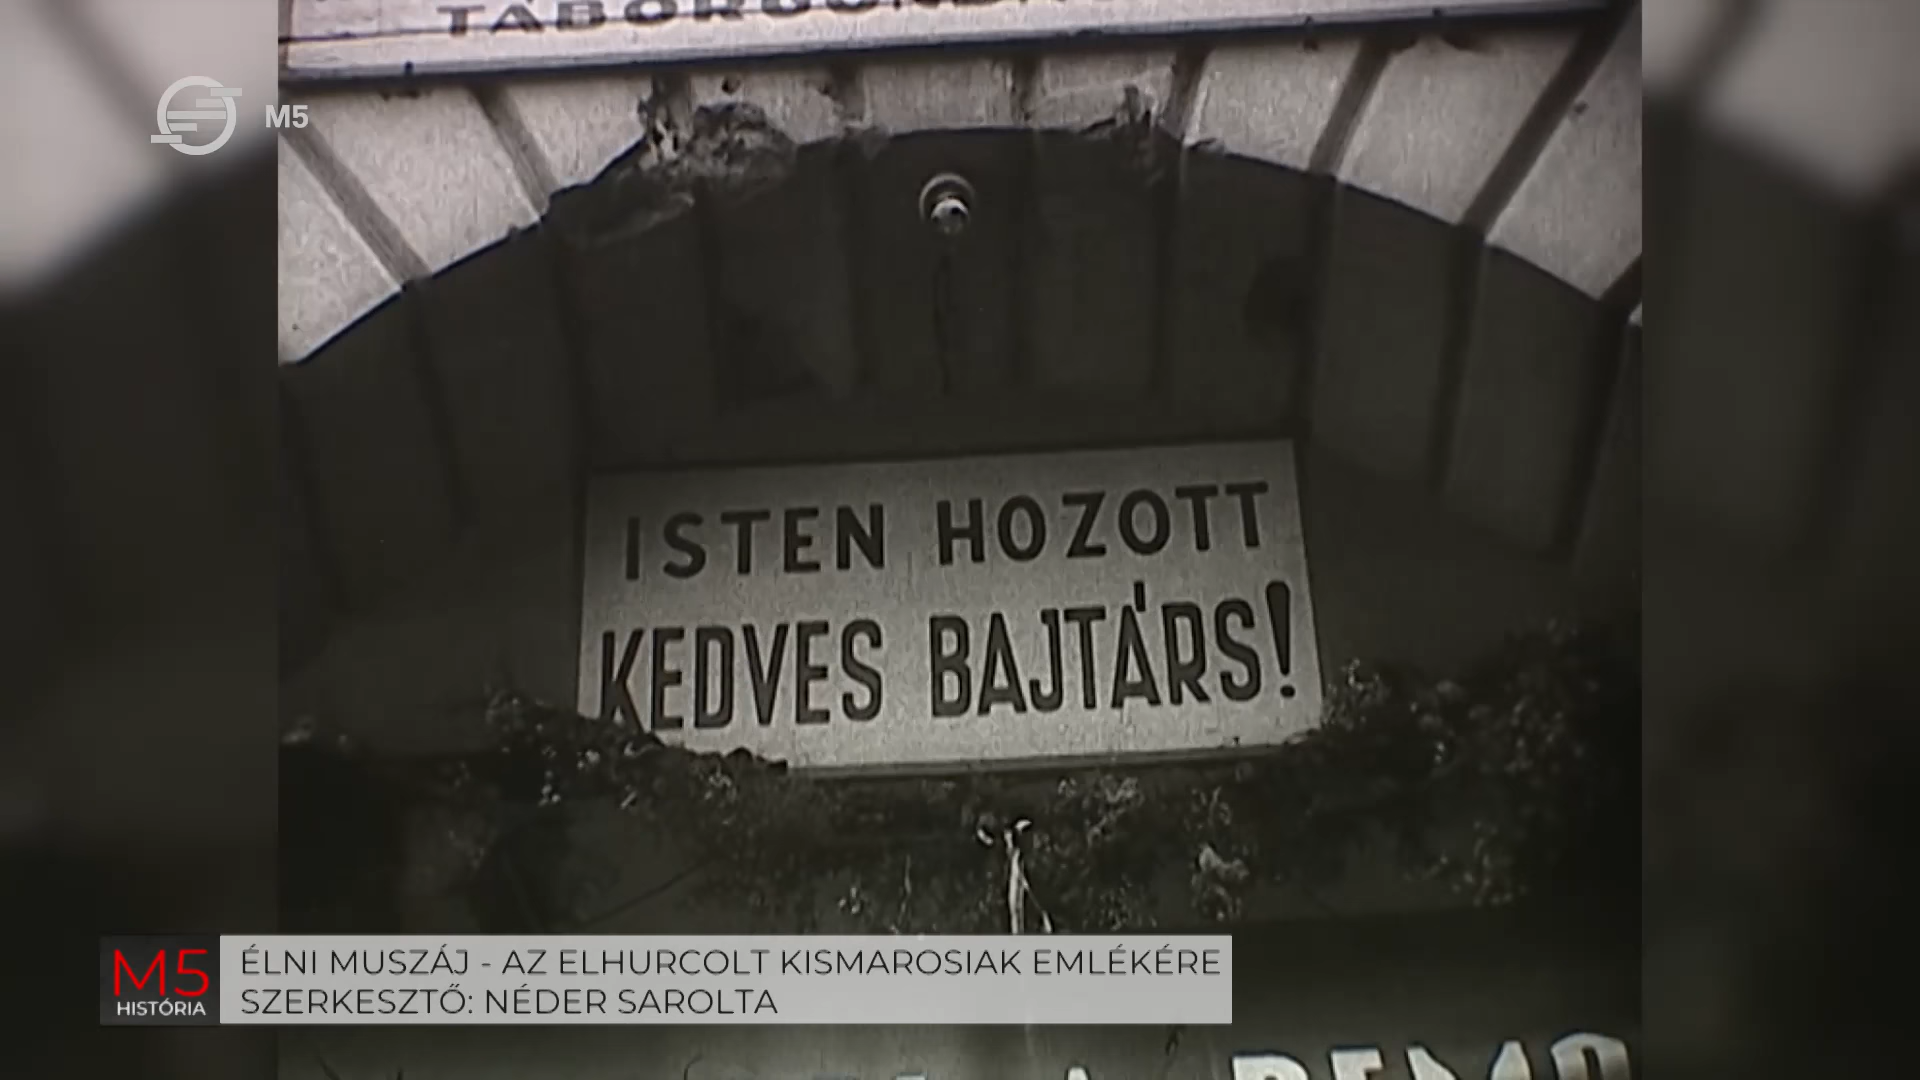 M5
ISTEN HOZOTT
KEDVES BAJTÁRS!
M5
HISTÓRIA
ÉLNI MUSZÁJ - AZ ELHURCOLT KISMAROSIAK EMLÉKÉRE
SZERKESZTŐ: NÉDER SAROLTA